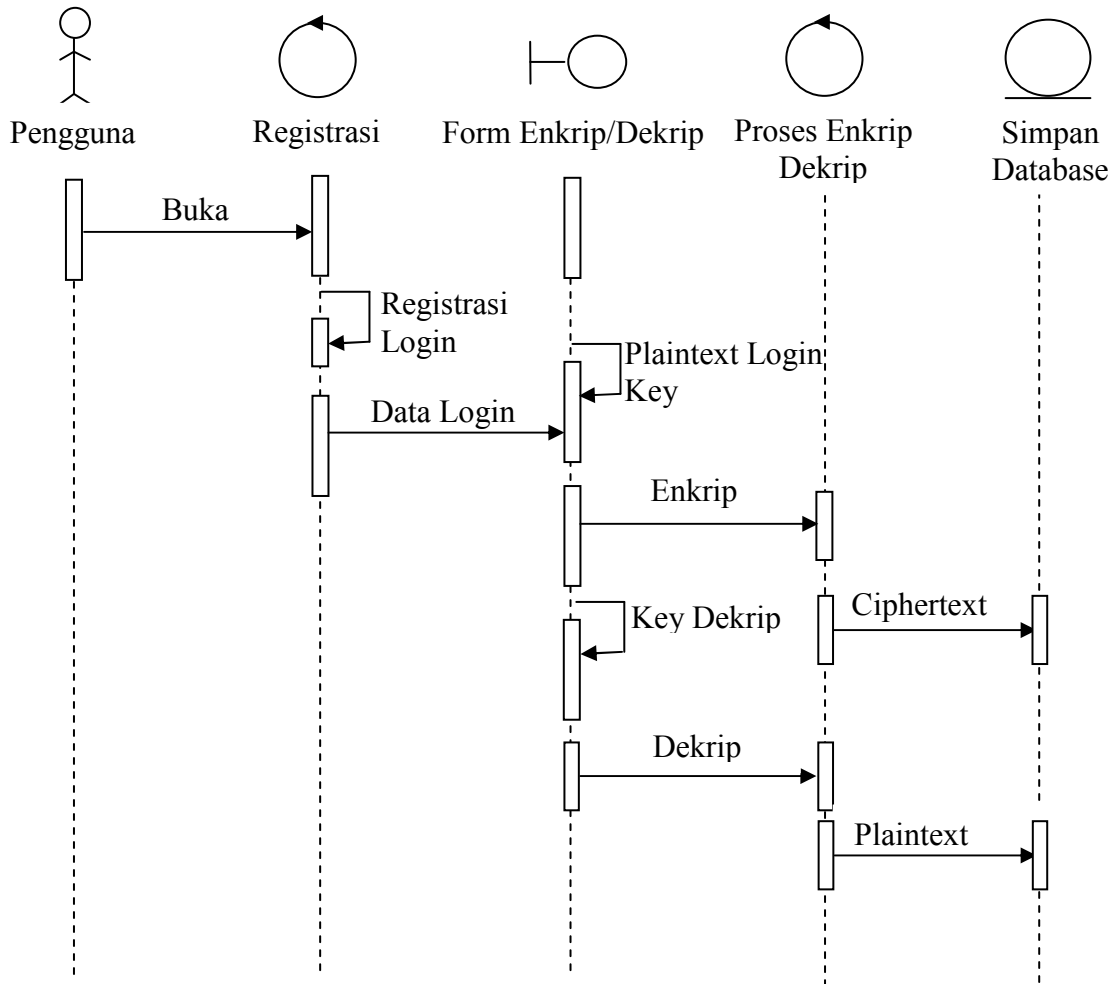 Pengguna
Registrasi
Form Enkrip/Dekrip
Proses Enkrip
Dekrip
Simpan
Database
Buka
Registrasi
Login
Plaintext Login
Key
Data Login
Enkrip
Ciphertext
Key Dekrip
Dekrip
Plaintext